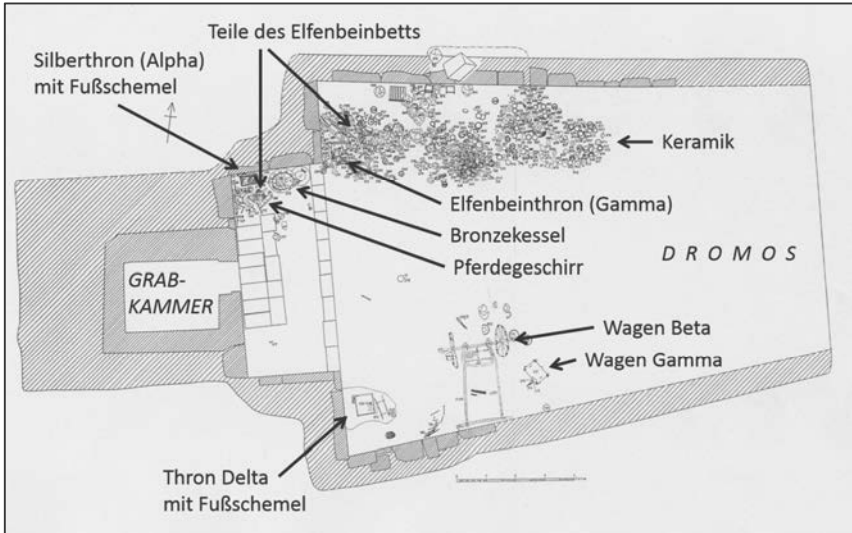 Teile des Elfenbeinbetts
Silberthron (Alpha)
mit Fußschemel
Keramik
Elfenbeinthron (Gamma)
Bronzekessel
Pferdegeschirr
GRAB-
KAMMER
DROMOS
Wagen Beta
Wagen Gamma
Thron Delta
mit Fußschemel